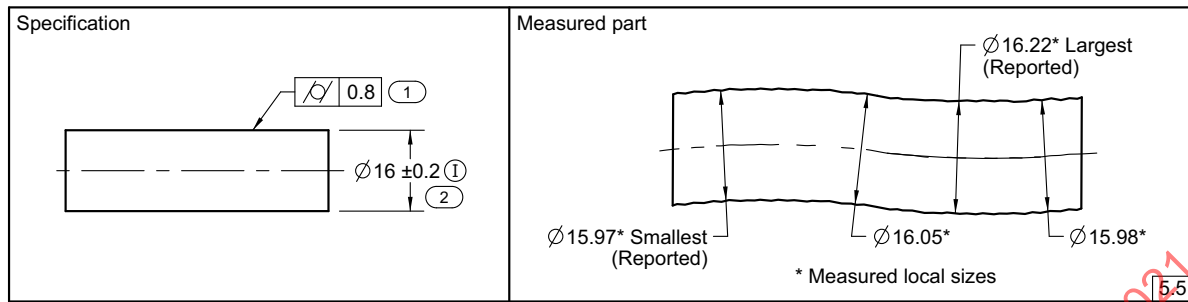 Specification
⌭ 0.8 1
∅16 ±0.2 Ⓘ
2
Measured part
∅16.22* Largest
(Reported)
∅15.97* Smallest
(Reported)
∅16.05*
∅15.98*
* Measured local sizes
5.5
021